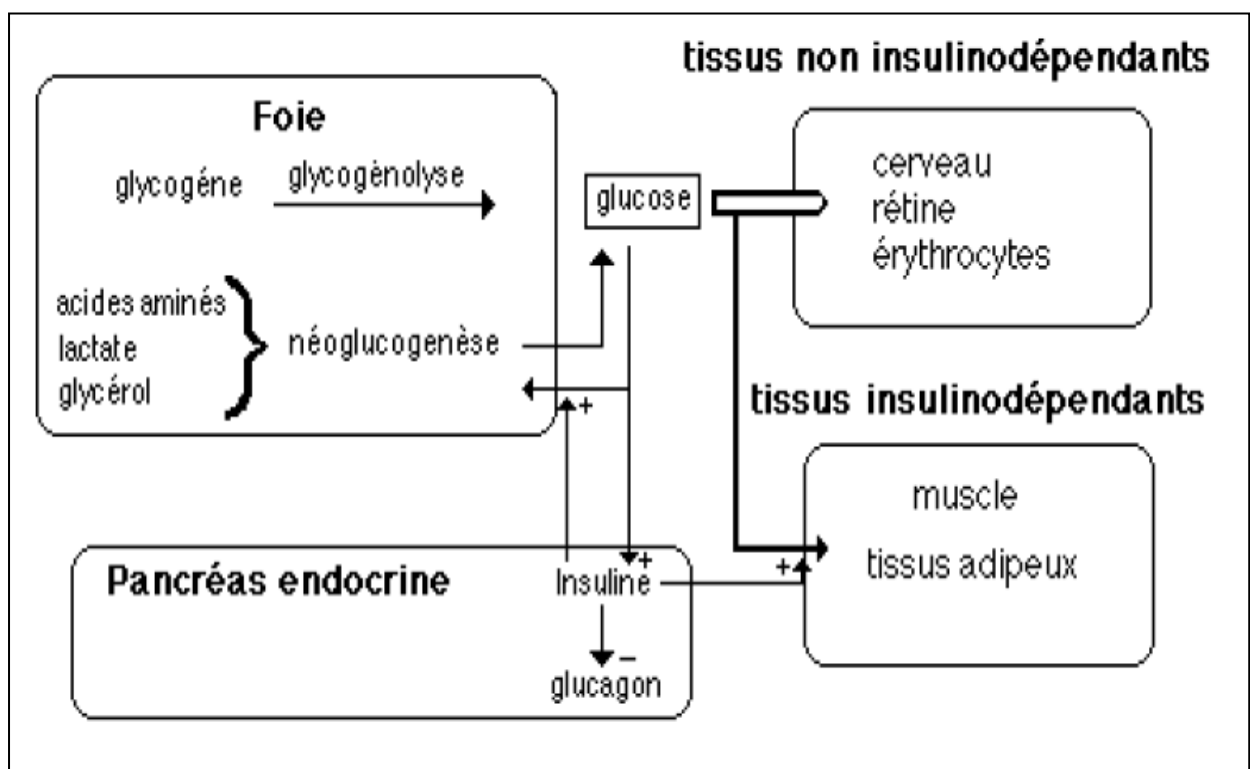 tissus non insulinodépendants
Foie
glycogéne
glycogènolyse
glucose
cerveau
rétine
érythrocytes
acides aminés
lactate
glycérol
néoglucogenèse
+
tissus insulinodépendants
muscle
tissus adipeux
+
+
Pancréas endocrine
Insuline
−
glucagon